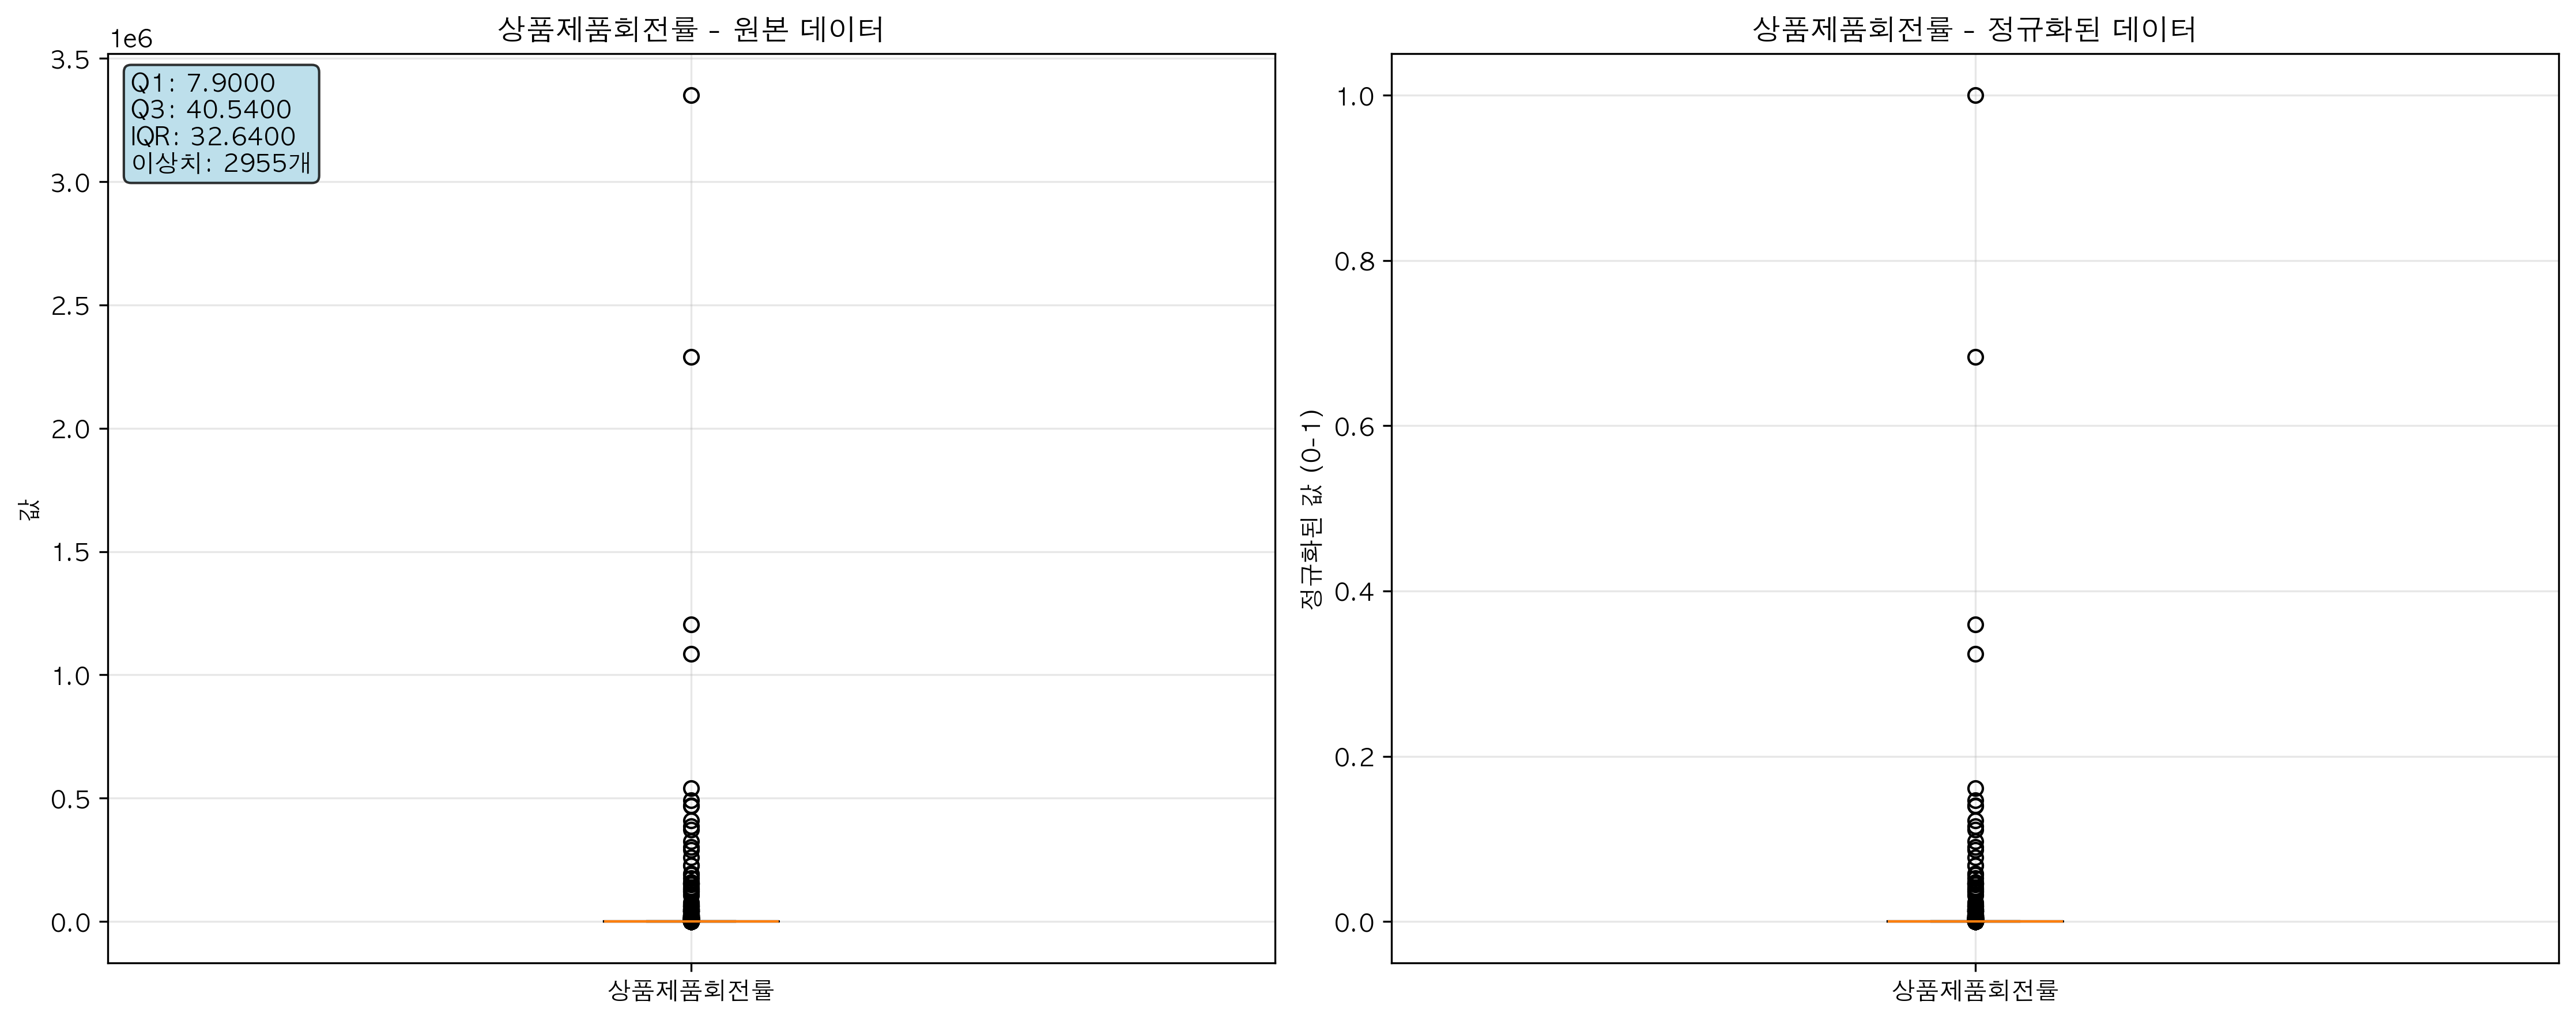 상품제품회전률 - 원본 데이터
1e6
3.5
3.0
2.5
2.0
1.5
1.0
0.5
0.0
값
Q1: 7.9000
Q3: 40.5400
IQR: 32.6400
이상치: 2955개
상품제품회전률
상품제품회전률 - 정규화된 데이터
1.0
0.8
0.6
0.4
0.2
0.0
정규화된 값 (0-1)
상품제품회전률